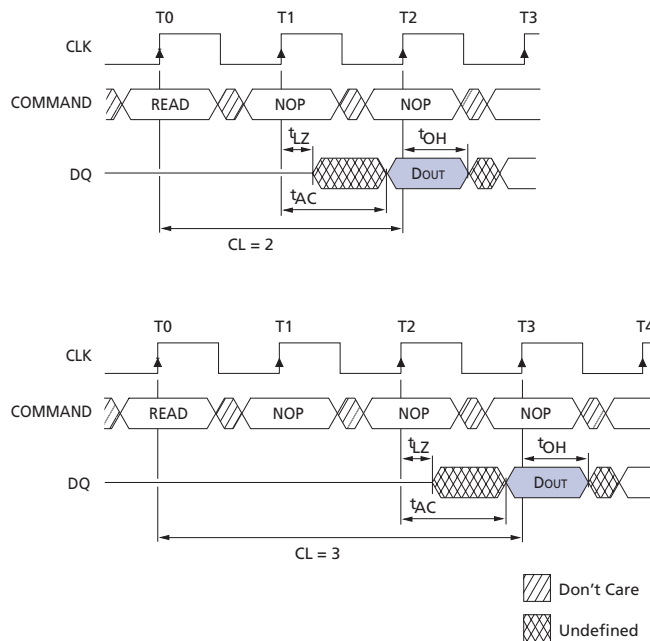 T0 T1 T2 T3
CLK
COMMAND READ NOP NOP
tLZ tOH
DQ DOUT
tAC
CL = 2
T0 T1 T2 T3 T4
CLK
COMMAND READ NOP NOP NOP
tLZ tOH
DQ DOUT
tAC
CL = 3
Don't Care
Undefined